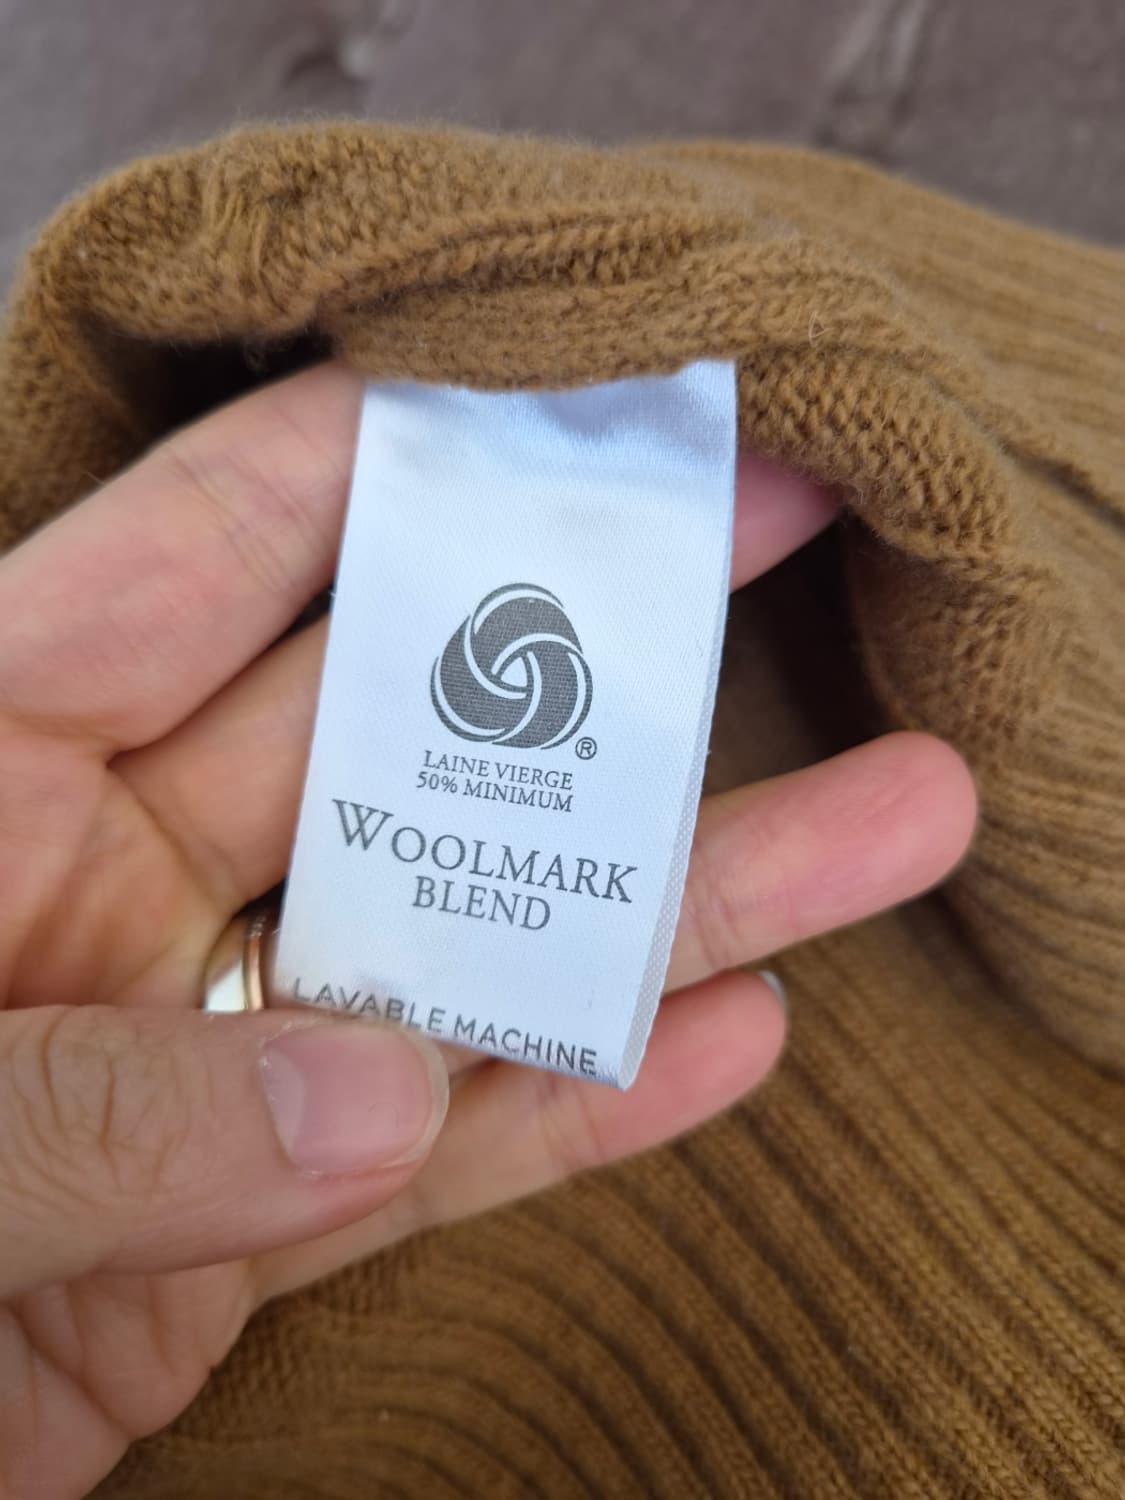 ®
LAINE VIERGE
50% MINIMUM
WOOLMARK
BLEND
LAVABLE MACHINE